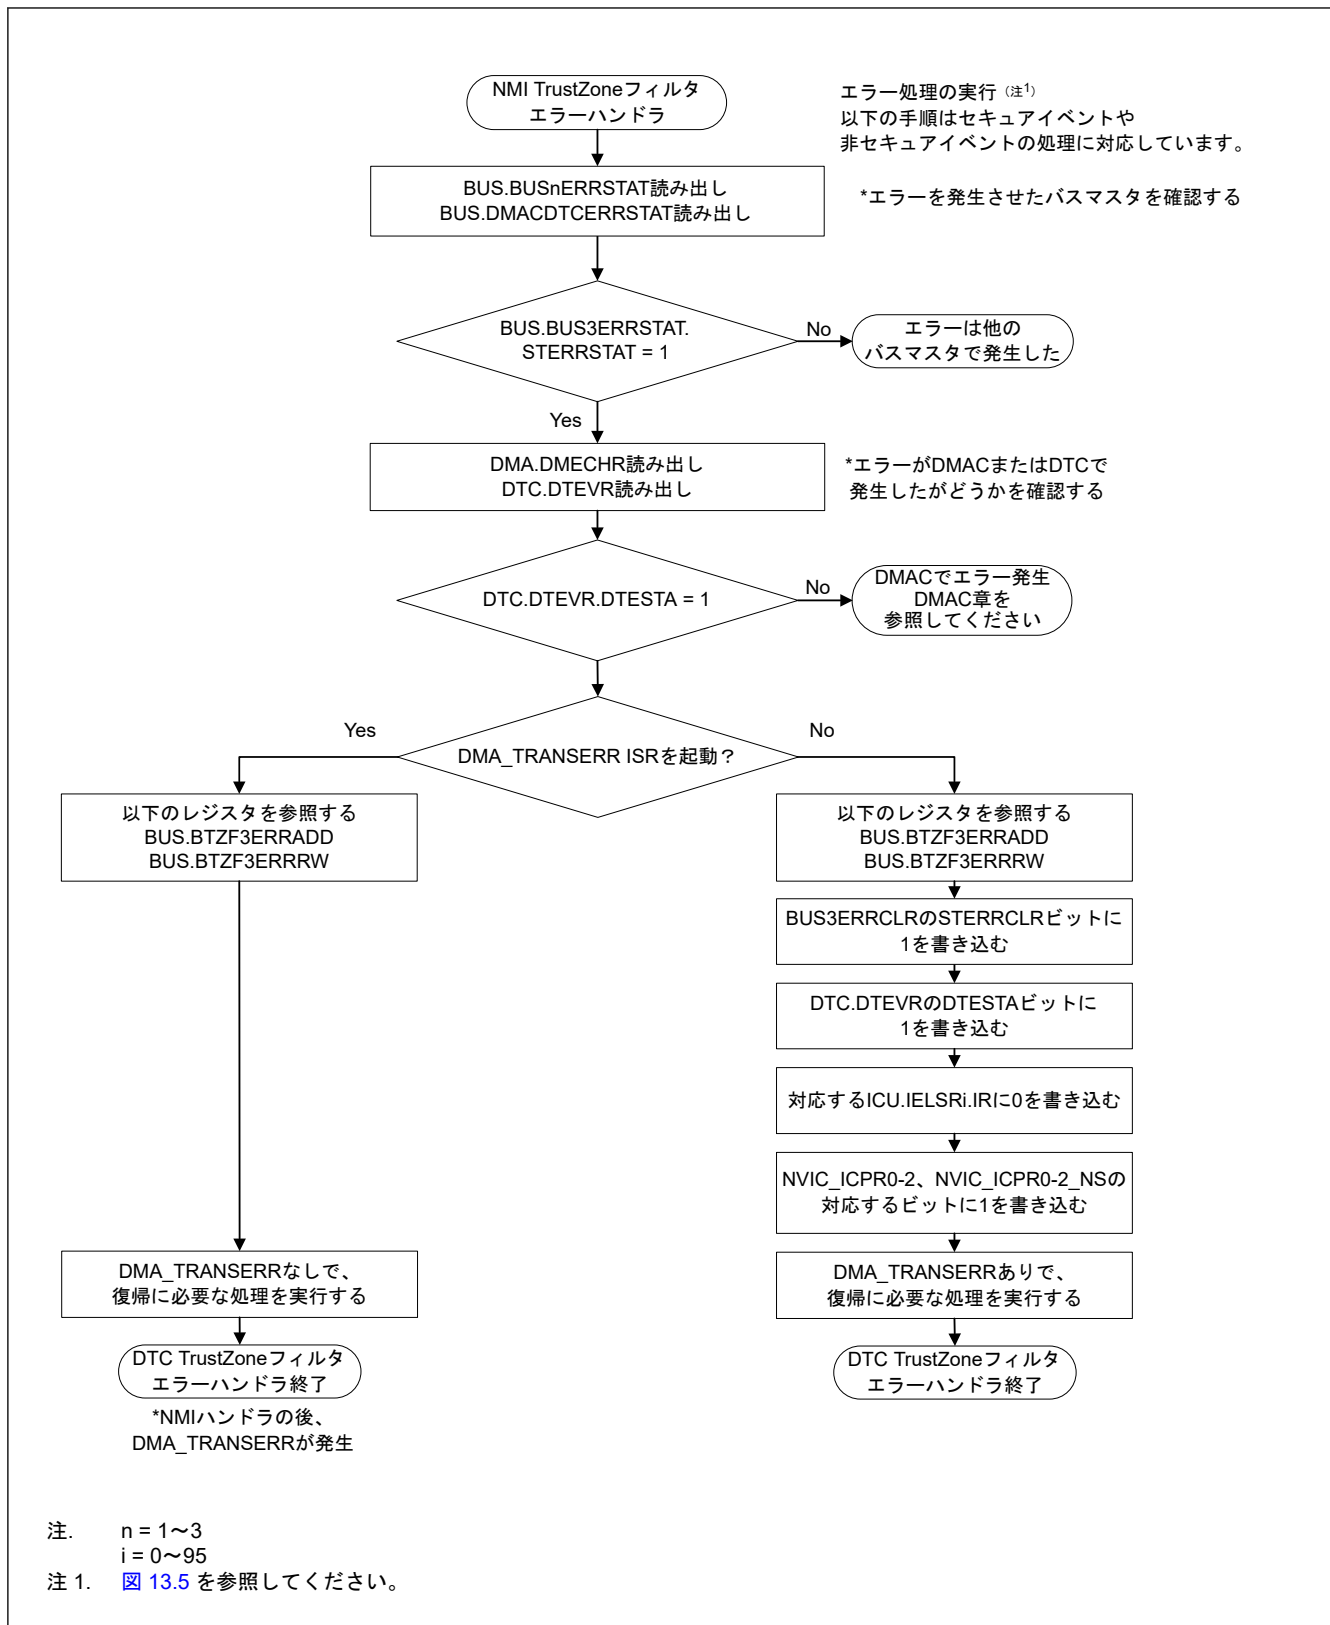 NMI TrustZoneフィルタ
エラーハンドラ
エラー処理の実行（注1）
以下の手順はセキュアイベントや
非セキュアイベントの処理に対応しています。
BUS.BUSnERRSTAT読み出し
BUS.DMACDTCERRSTAT読み出し
*エラーを発生させたバスマスタを確認する
BUS.BUS3ERRSTAT.
STERRSTAT = 1
No
エラーは他の
バスマスタで発生した
Yes
DMA.DMECHR読み出し
DTC.DTEVR読み出し
*エラーがDMACまたはDTCで
発生したがどうかを確認する
DTC.DTEVR.DTESTA = 1
No
DMACでエラー発生
DMAC章を
参照してください
DMA_TRANSERR ISRを起動？
Yes
No
以下のレジスタを参照する
BUS.BTZF3ERRADD
BUS.BTZF3ERRRW
以下のレジスタを参照する
BUS.BTZF3ERRADD
BUS.BTZF3ERRRW
BUS3ERRCLRのSTERRCLRビットに
1を書き込む
DTC.DTEVRのDTESTAビットに
1を書き込む
対応するICU.IELSRi.IRに0を書き込む
NVIC_ICPR0-2、NVIC_ICPR0-2_NSの
対応するビットに1を書き込む
DMA_TRANSERRなしで、
復帰に必要な処理を実行する
DMA_TRANSERRありで、
復帰に必要な処理を実行する
DTC TrustZoneフィルタ
エラーハンドラ終了
DTC TrustZoneフィルタ
エラーハンドラ終了
*NMIハンドラの後、
DMA_TRANSERRが発生
注. n = 1～3
i = 0～95
注 1. 図 13.5 を参照してください。